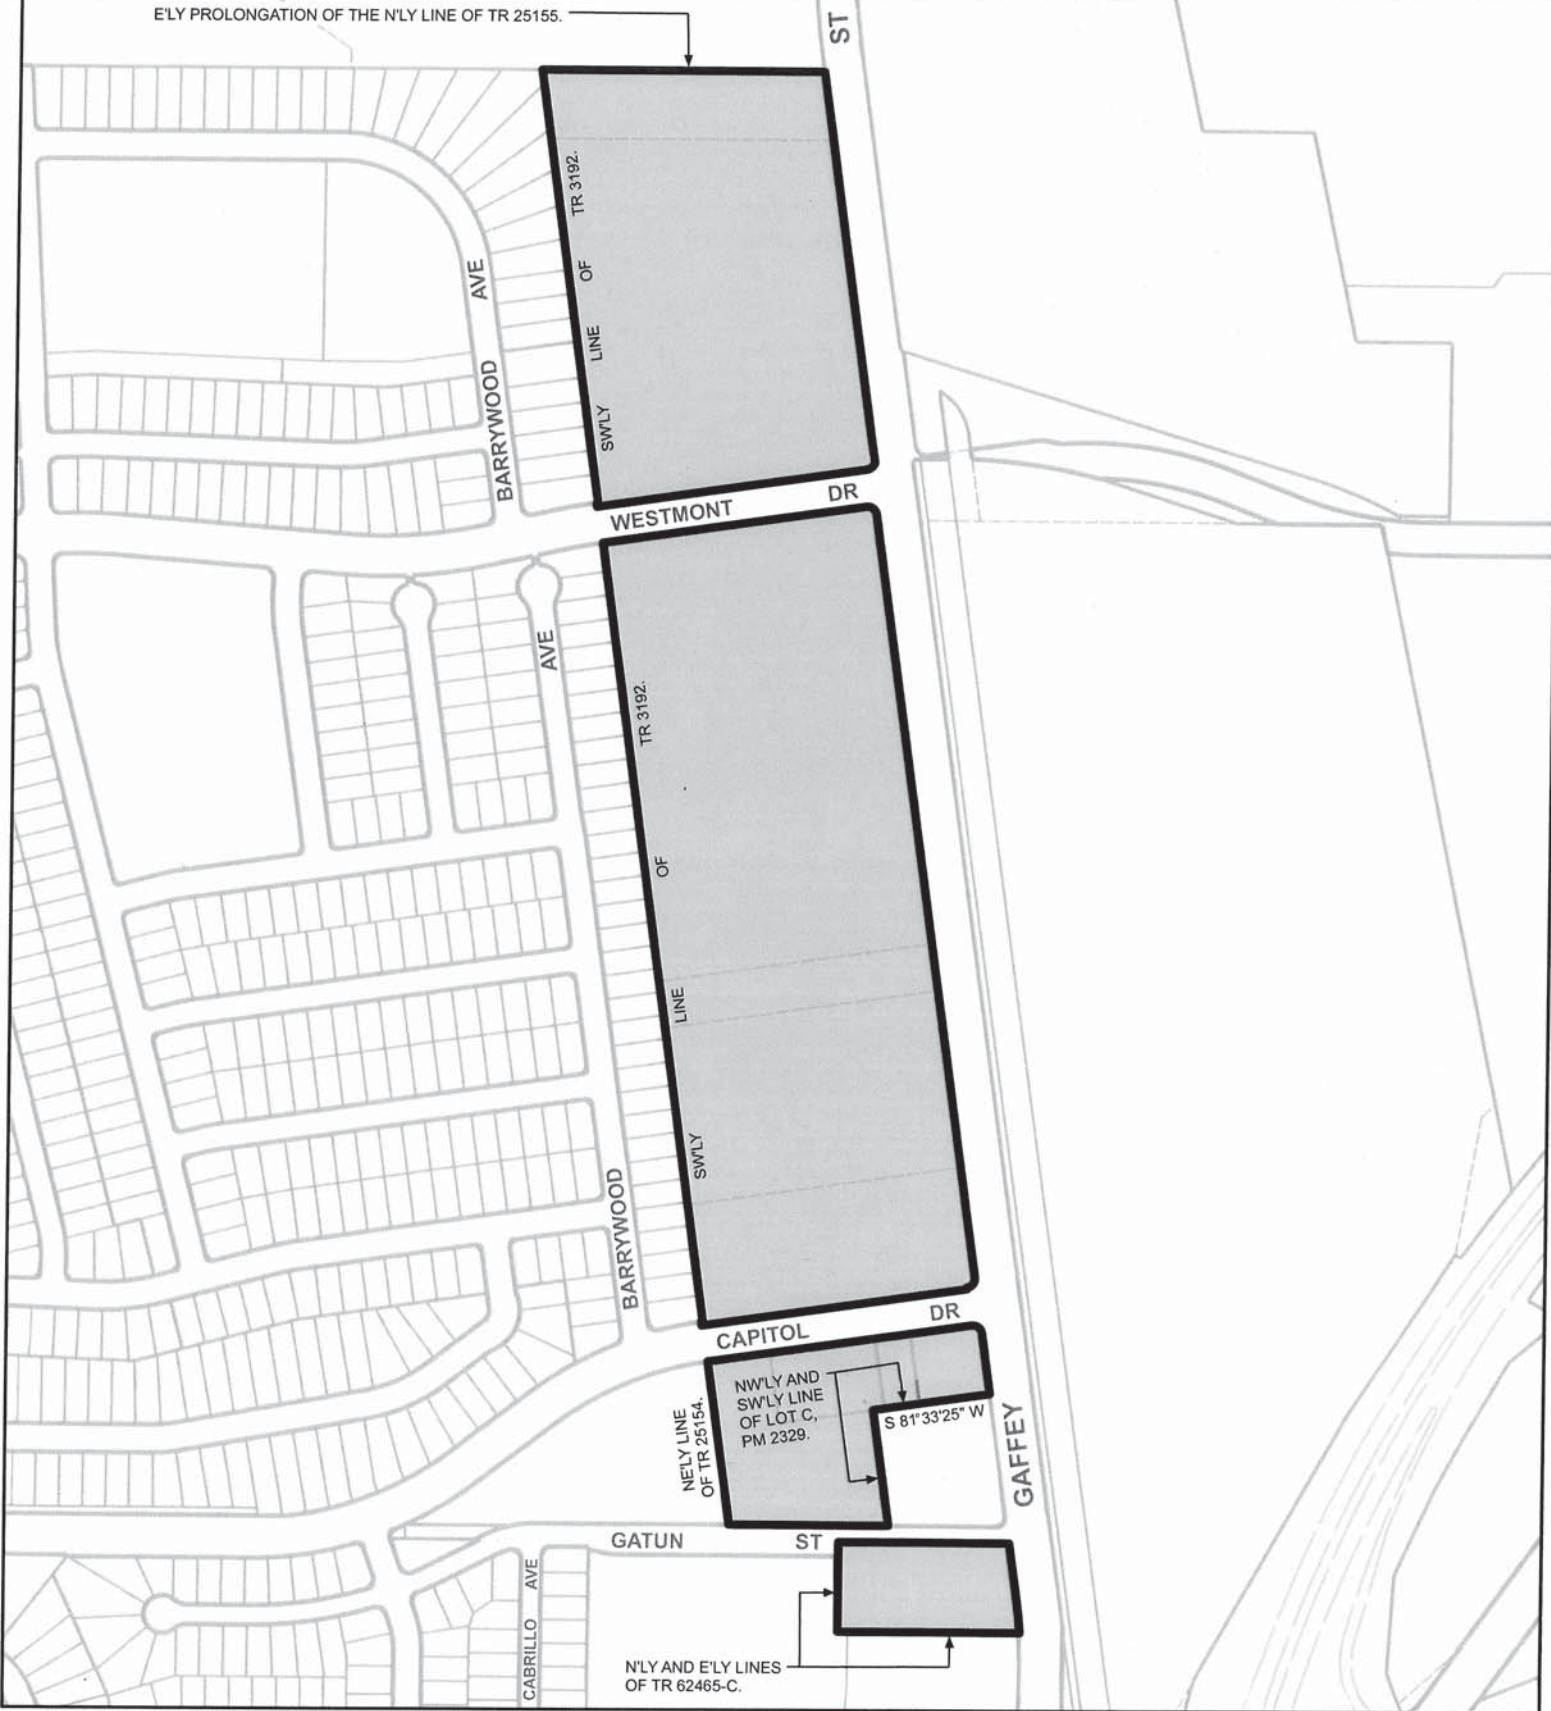 E'LY PROLONGATION OF THE N'LY LINE OF TR 25155.
ST
TR 3192.
OF
LINE
SW'LY
AVE
BARRYWOOD
WESTMONT DR
AVE
TR 3192.
OF
LINE
SW'LY
BARRYWOOD
CAPITOL DR
NW'LY AND
SW'LY LINE
OF LOT C,
PM 2329.
S 81°33'25" W
NE'LY LINE
OF TR 25154.
GAFFEY
GATUN ST
CABRILLO AVE
N'LY AND E'LY LINES
OF TR 62465-C.